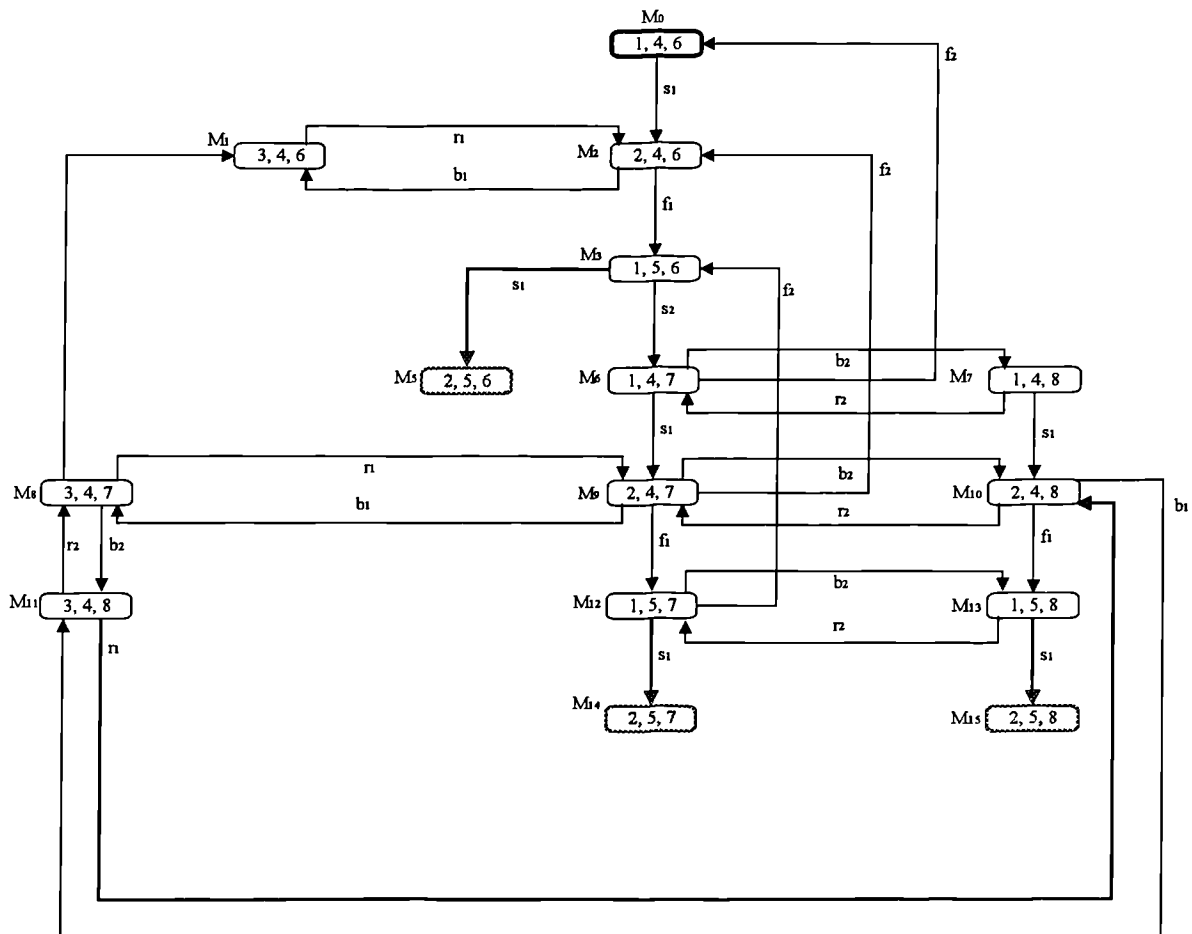 M₀
1, 4, 6
f₂
s₁
M₁
3, 4, 6
r₁
M₂
2, 4, 6
b₁
f₂
f₁
M₃
1, 5, 6
s₁
f₂
s₂
M₅
2, 5, 6
M₆
1, 4, 7
b₂
r₂
M₇
1, 4, 8
s₁
s₁
M₈
3, 4, 7
r₁
b₁
M₉
2, 4, 7
b₂
r₂
M₁₀
2, 4, 8
b₁
r₂
b₂
f₁
f₁
M₁₁
3, 4, 8
r₁
M₁₂
1, 5, 7
b₂
r₂
M₁₃
1, 5, 8
s₁
s₁
M₁₄
2, 5, 7
M₁₅
2, 5, 8